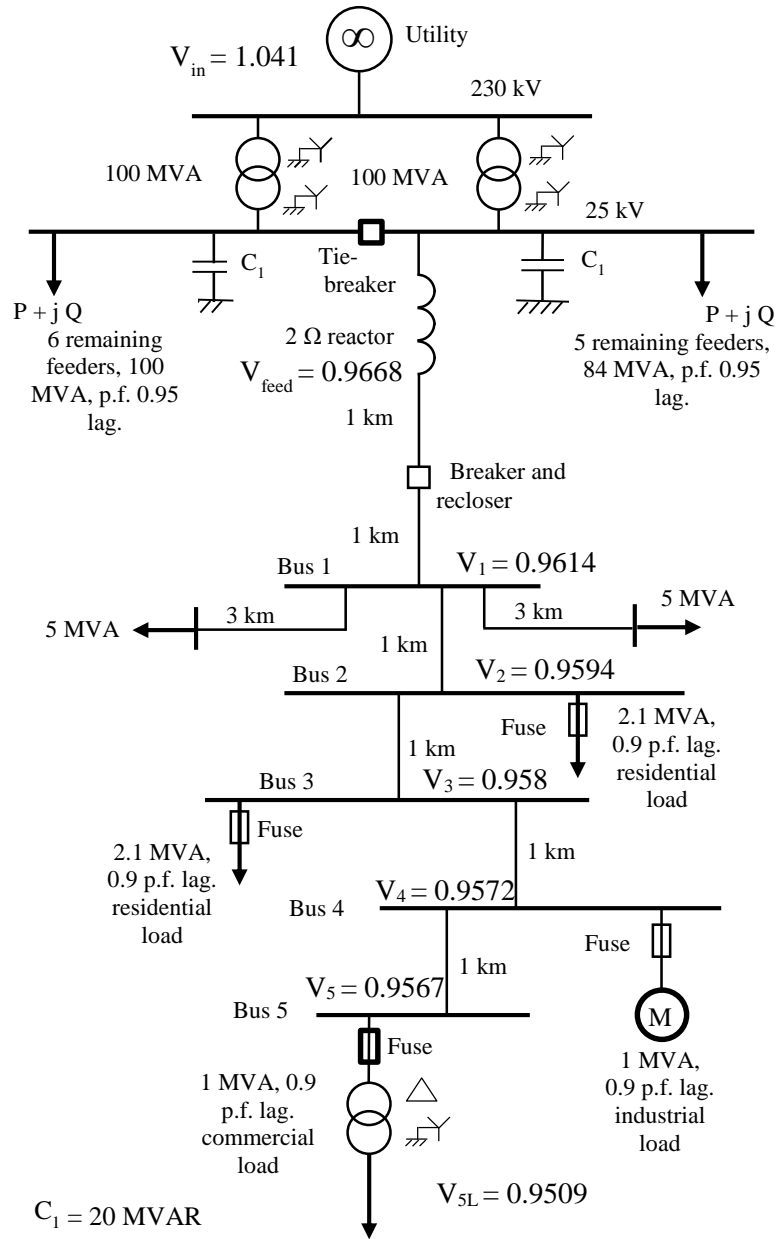 ∞
Utility
V_in = 1.041
230 kV
100 MVA
100 MVA
25 kV
C_1
Tie-
breaker
C_1
P + j Q
6 remaining
feeders, 100
MVA, p.f. 0.95
lag.
P + j Q
5 remaining feeders,
84 MVA, p.f. 0.95
lag.
2 Ω reactor
V_feed = 0.9668
1 km
Breaker and
recloser
1 km
Bus 1
V_1 = 0.9614
5 MVA
3 km
3 km
5 MVA
1 km
Bus 2
V_2 = 0.9594
Fuse
2.1 MVA,
0.9 p.f. lag.
residential
load
1 km
Bus 3
V_3 = 0.958
Fuse
2.1 MVA,
0.9 p.f. lag.
residential
load
1 km
V_4 = 0.9572
Bus 4
Fuse
1 km
V_5 = 0.9567
Bus 5
M
Fuse
1 MVA, 0.9
p.f. lag.
commercial
load
1 MVA,
0.9 p.f. lag.
industrial
load
V_5L = 0.9509
C_1 = 20 MVAR